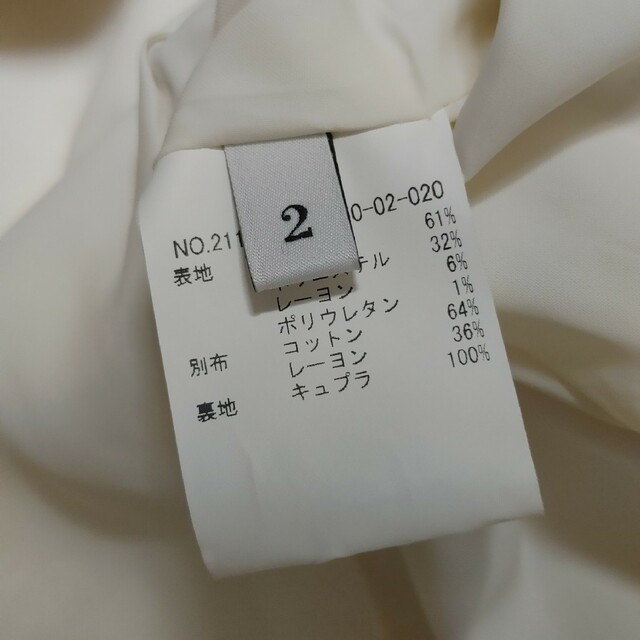 2
NO.211 0-02-020
表地 61%
ステル 32%
レーヨン 6%
ポリウレタン 1%
別布 コットン 64%
レーヨン 36%
裏地 キュプラ 100%